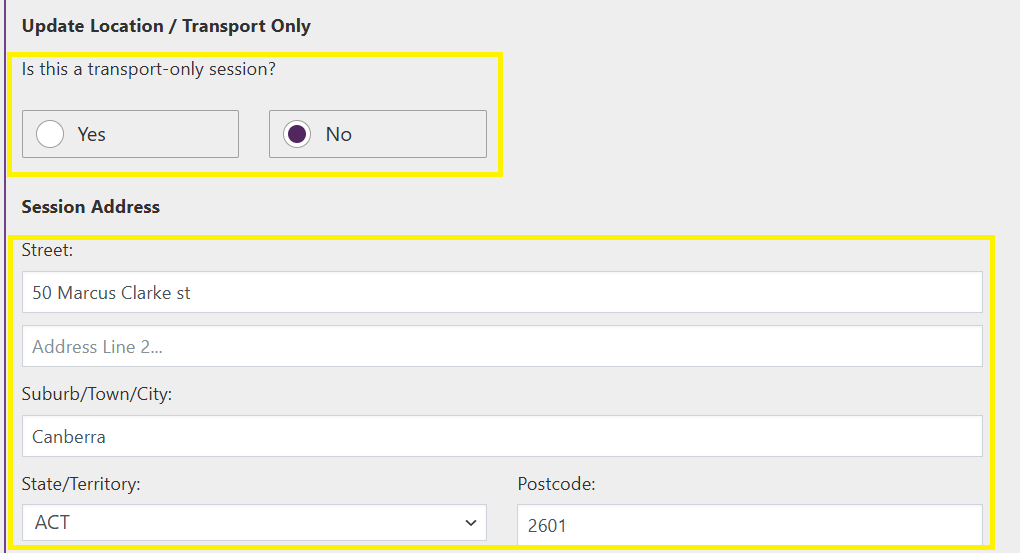 Update Location / Transport Only
Is this a transport-only session?
Yes No
Session Address
Street:
50 Marcus Clarke st
Address Line 2...
Suburb/Town/City:
Canberra
State/Territory: Postcode:
ACT 2601